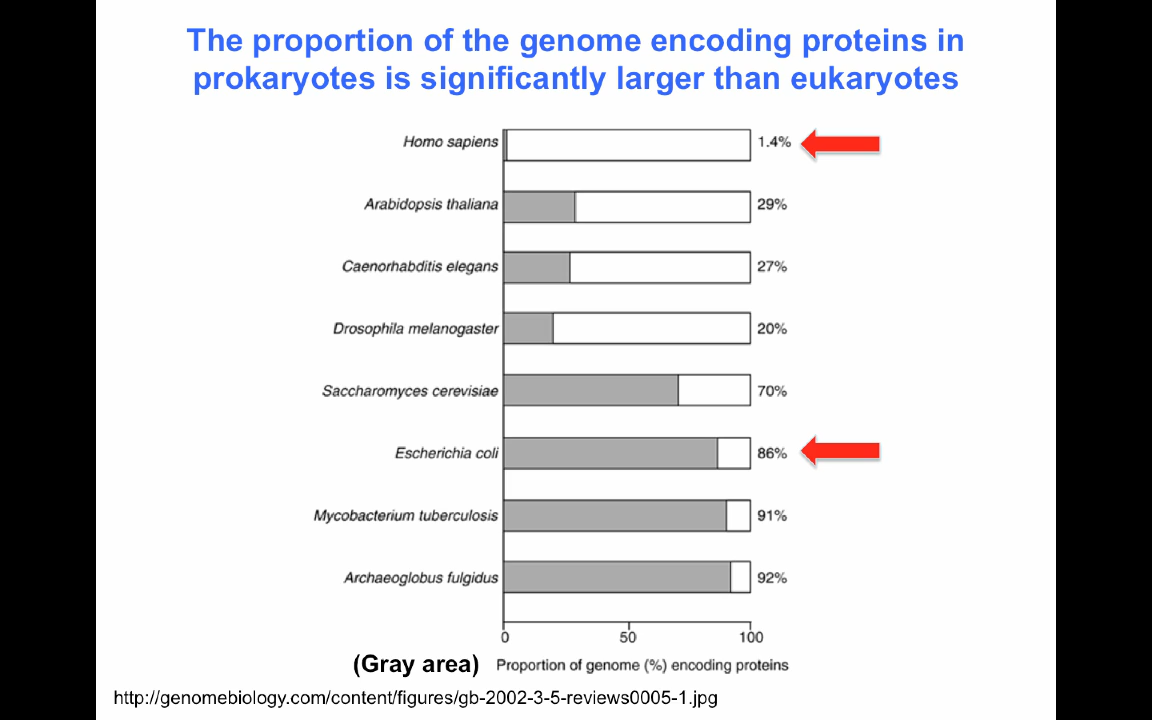 The proportion of the genome encoding proteins in
prokaryotes is significantly larger than eukaryotes
Homo sapiens 1.4%
Arabidopsis thaliana 29%
Caenorhabditis elegans 27%
Drosophila melanogaster 20%
Saccharomyces cerevisiae 70%
Escherichia coli 86%
Mycobacterium tuberculosis 91%
Archaeoglobus fulgidus 92%
0 50 100
(Gray area) Proportion of genome (%) encoding proteins
http://genomebiology.com/content/figures/gb-2002-3-5-reviews0005-1.jpg